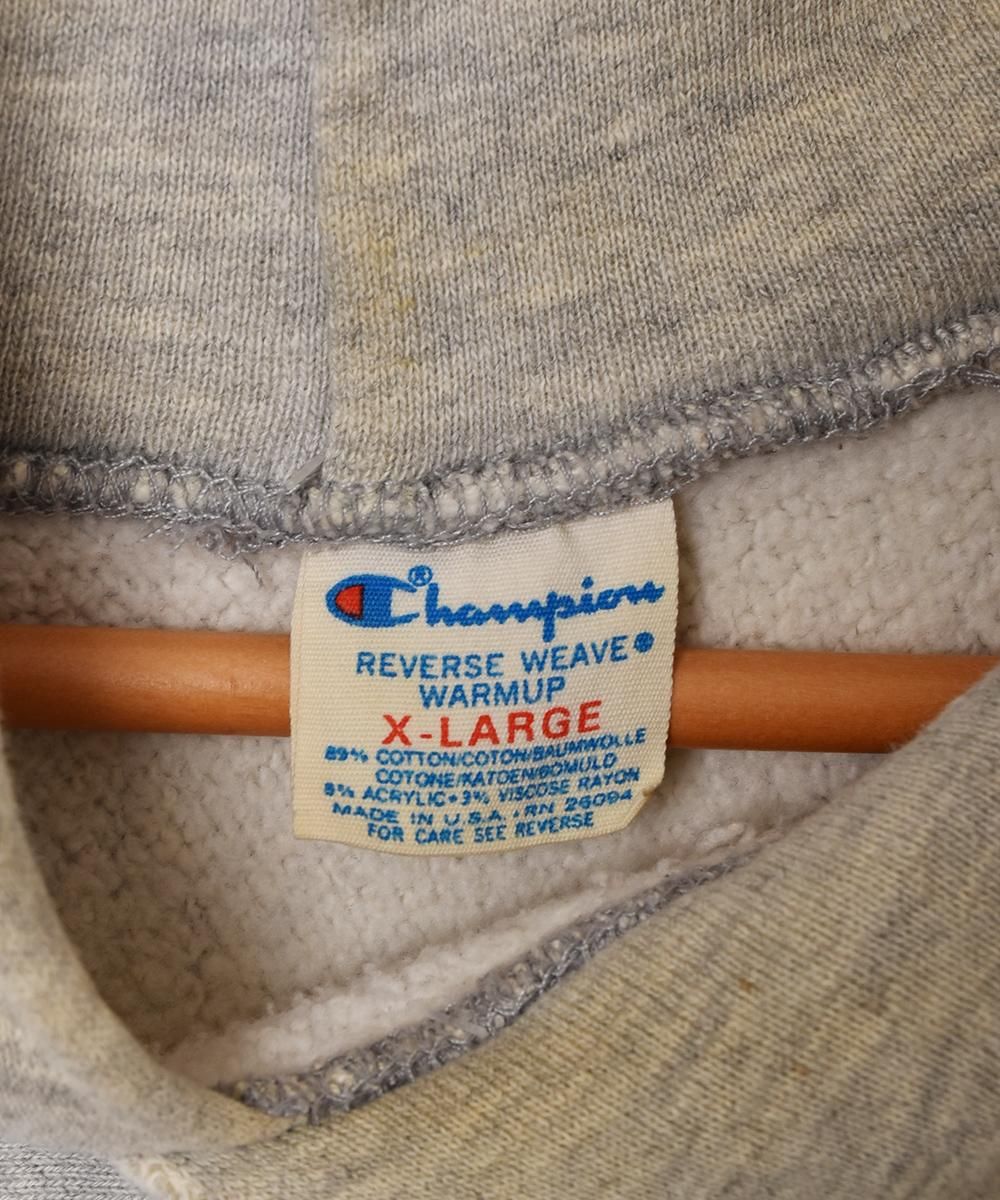 Champion®
REVERSE WEAVE®
WARMUP
X-LARGE
89% COTTON/COTON/BAUMWOLLE
COTONE/KATOEN/BOMULD
8% ACRYLIC•3% VISCOSE RAYON
MADE IN U.S.A. • RN 26094
FOR CARE SEE REVERSE